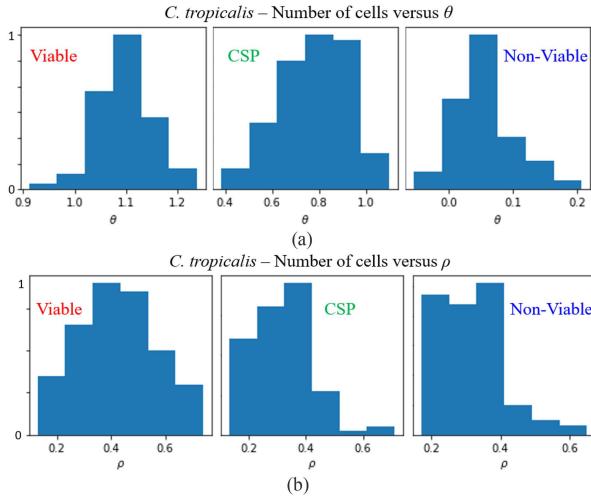 C. tropicalis – Number of cells versus θ
1
Viable
CSP
Non-Viable
0
0.9 1.0 1.1 1.2
0.4 0.6 0.8 1.0
0.0 0.1 0.2
θ θ θ
(a)
C. tropicalis – Number of cells versus ρ
1
Viable
CSP
Non-Viable
0
0.2 0.4 0.6
0.2 0.4 0.6
0.2 0.4 0.6
ρ ρ ρ
(b)